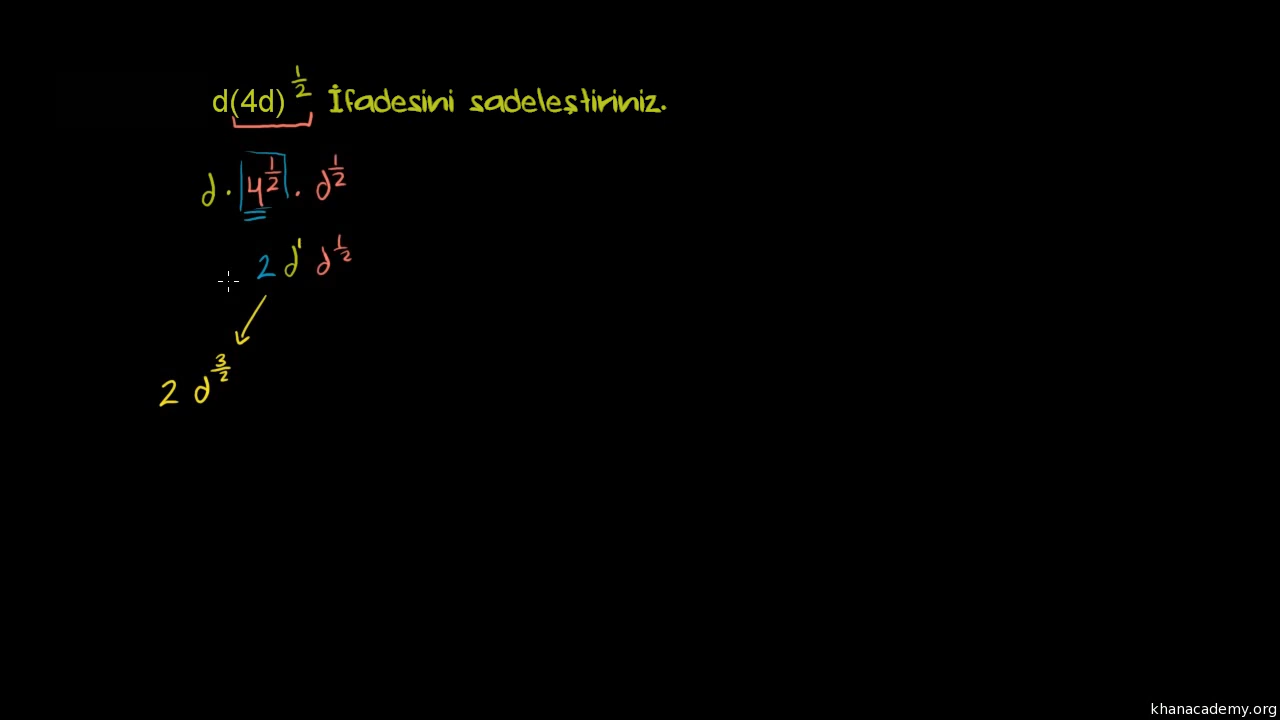 d(4d)^{1/2} İfadesini sadeleştiriniz.
d · 4^{1/2} · d^{1/2}
2 d^{1} d^{1/2}
2 d^{3/2}
khanacademy.org